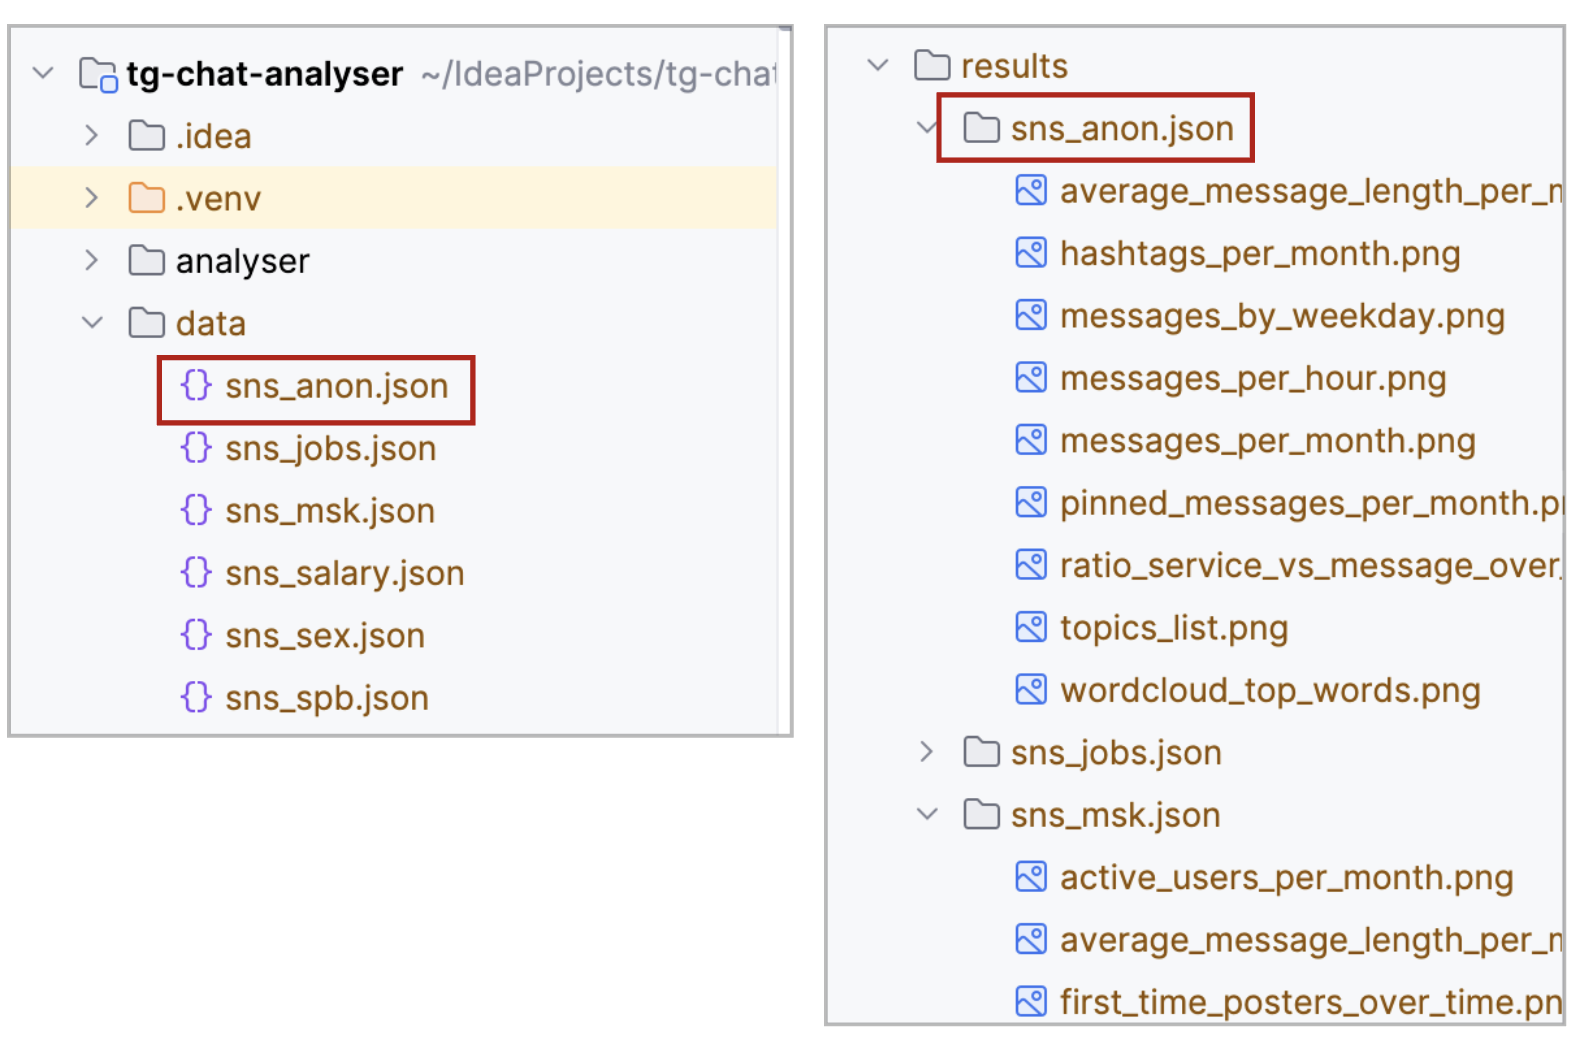 tg-chat-analyser ~/IdeaProjects/tg-chat
.idea
.venv
analyser
data
sns_anon.json
sns_jobs.json
sns_msk.json
sns_salary.json
sns_sex.json
sns_spb.json
results
sns_anon.json
average_message_length_per_m
hashtags_per_month.png
messages_by_weekday.png
messages_per_hour.png
messages_per_month.png
pinned_messages_per_month.pn
ratio_service_vs_message_over_
topics_list.png
wordcloud_top_words.png
sns_jobs.json
sns_msk.json
active_users_per_month.png
average_message_length_per_m
first_time_posters_over_time.pn